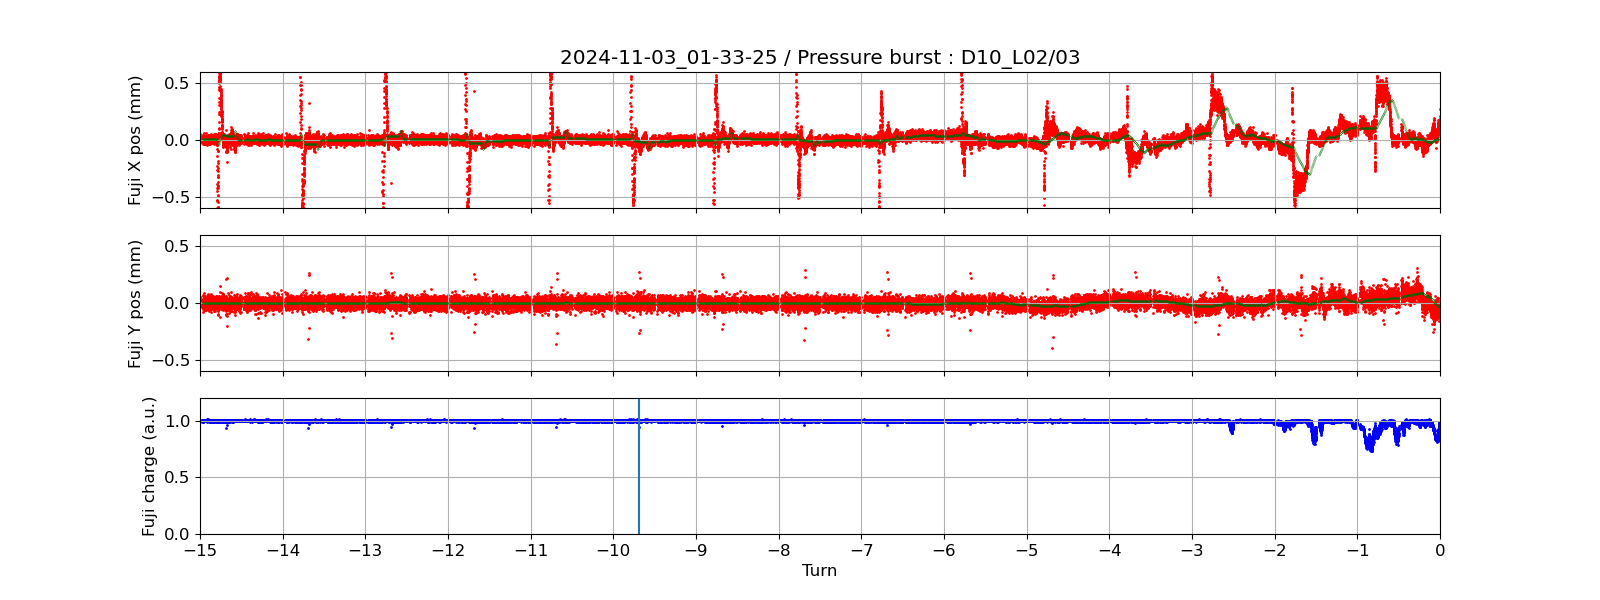 2024-11-03_01-33-25 / Pressure burst : D10_L02/03
Fuji X pos (mm)
0.5
0.0
−0.5
Fuji Y pos (mm)
0.5
0.0
−0.5
Fuji charge (a.u.)
1.0
0.5
0.0
−15 −14 −13 −12 −11 −10 −9 −8 −7 −6 −5 −4 −3 −2 −1 0
Turn